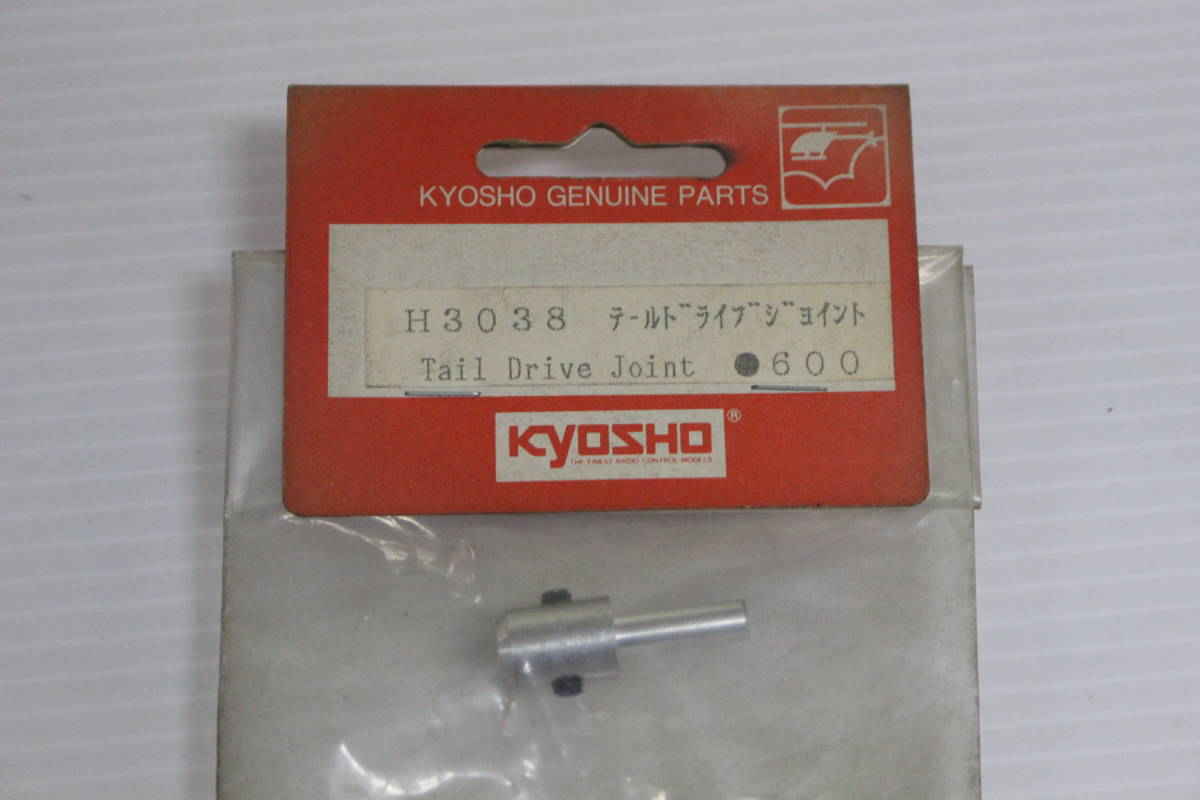 KYOSHO GENUINE PARTS
H3038 テールドライブジョイント
Tail Drive Joint ●600
KYOSHO®
THE FINEST RADIO CONTROL MODELS